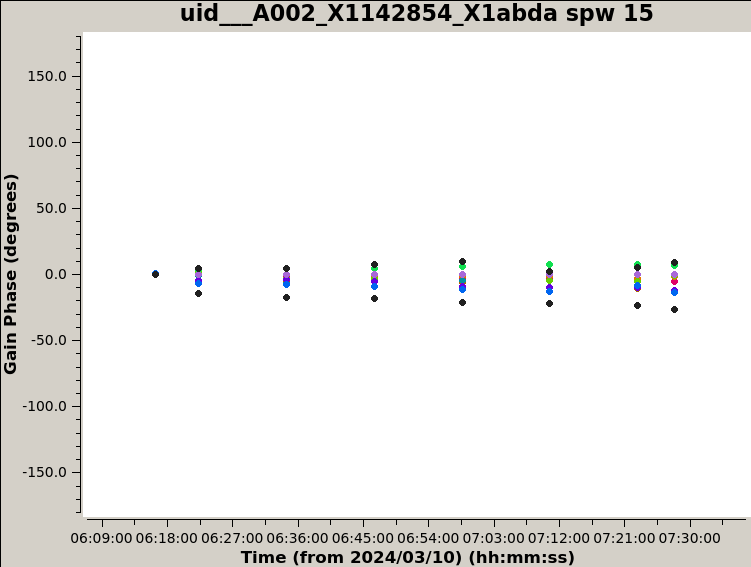 uid___A002_X1142854_X1abda spw 15
150.0
100.0
50.0
0.0
-50.0
-100.0
-150.0
Gain Phase (degrees)
06:09:00 06:18:00 06:27:00 06:36:00 06:45:00 06:54:00 07:03:00 07:12:00 07:21:00 07:30:00
Time (from 2024/03/10) (hh:mm:ss)